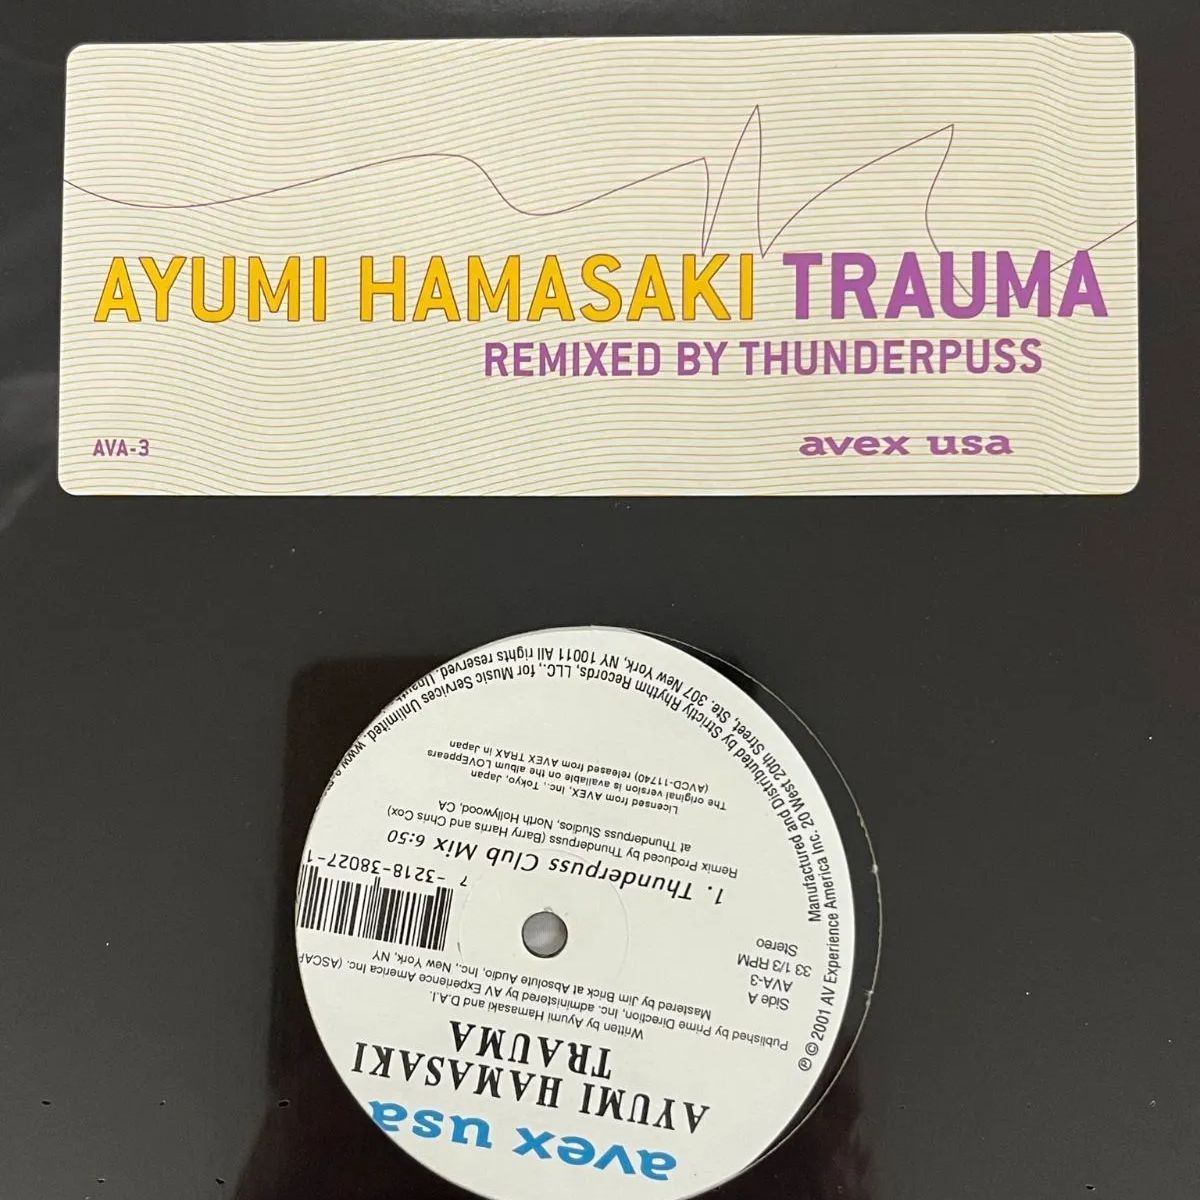 AYUMI HAMASAKI TRAUMA
REMIXED BY THUNDERPUSS
AVA-3
avex usa
avex usa
AYUMI HAMASAKI
TRAUMA
Written by Ayumi Hamasaki and D.A.I.
Published by Prime Direction, Inc. administered by AV Experience America Inc (ASCAP
Mastered by Jim Brick at Absolute Audio, Inc., New York, NY
Side A
AVA-3
33 1/3 RPM
Stereo
7 -3218-38027-1
1. Thunderpuss Club Mix 6:50
Remix Produced by Thunderpuss (Barry Harris and Chris Cox)
at Thunderpuss Studios, North Hollywood, CA
Licensed from AVEX, Inc., Tokyo, Japan
The original version is available on the album LOVEppears
(AVCD-11740) released from AVEX TRAX in Japan
℗ © 2001 AV Experience America Inc. 20 West 20th Street, Ste. 307 New York, NY 10011 All rights reserved.
Manufactured and Distributed by Strictly Rhythm Records, LLC., for Music Services Unlimited. www.